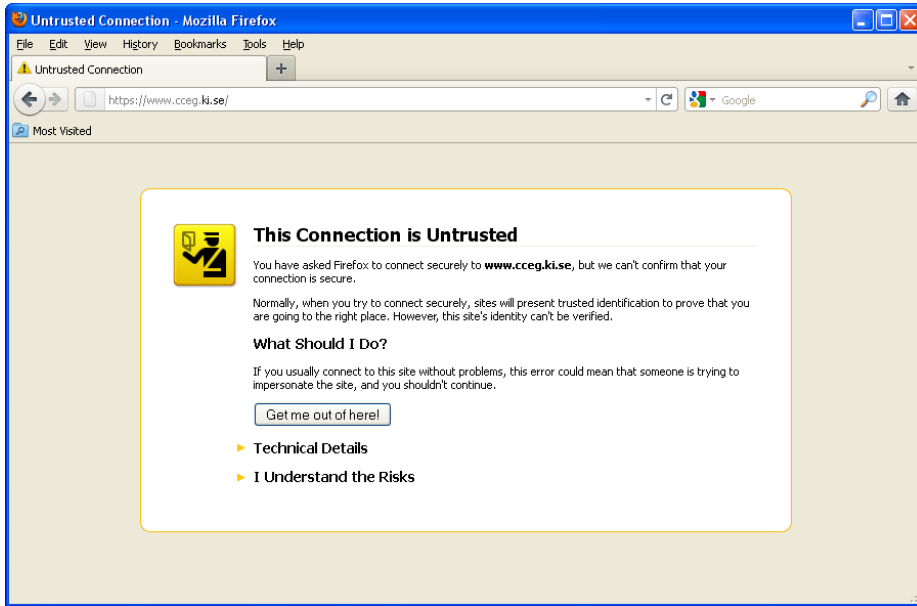 Untrusted Connection - Mozilla Firefox
File Edit View History Bookmarks Tools Help
Untrusted Connection
https://www.cceg.ki.se/
Google
Most Visited
This Connection is Untrusted
You have asked Firefox to connect securely to www.cceg.ki.se, but we can't confirm that your
connection is secure.
Normally, when you try to connect securely, sites will present trusted identification to prove that you
are going to the right place. However, this site's identity can't be verified.
What Should I Do?
If you usually connect to this site without problems, this error could mean that someone is trying to
impersonate the site, and you shouldn't continue.
Get me out of here!
Technical Details
I Understand the Risks